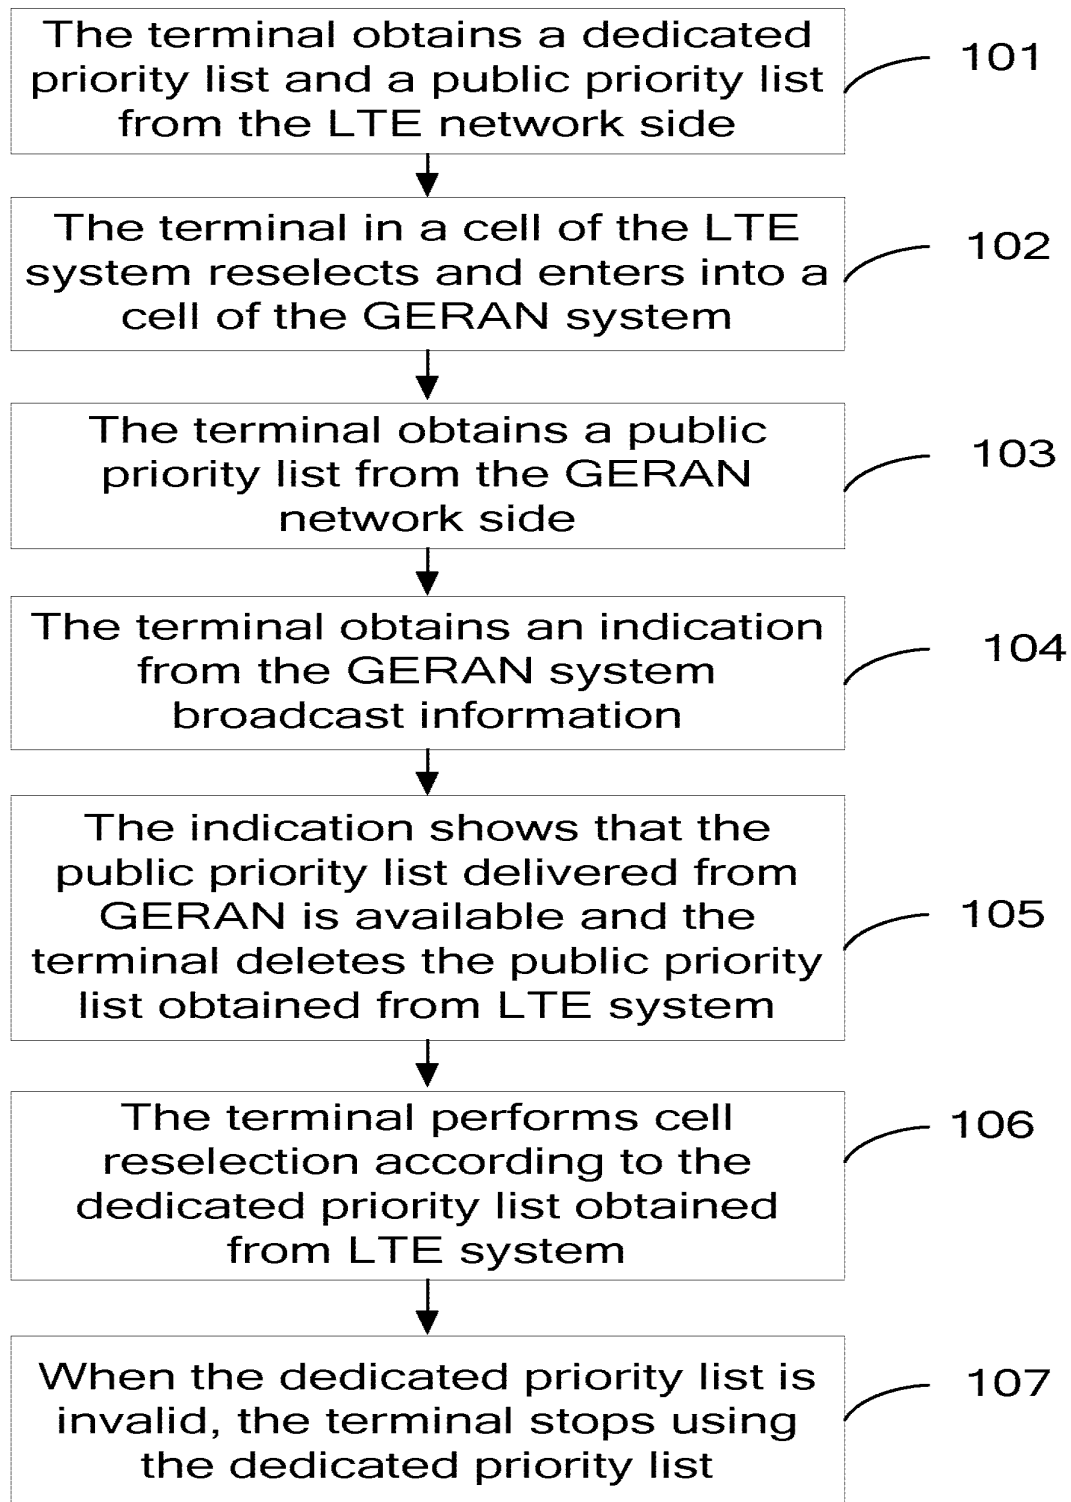 The terminal obtains a dedicated
priority list and a public priority list
from the LTE network side
101
The terminal in a cell of the LTE
system reselects and enters into a
cell of the GERAN system
102
The terminal obtains a public
priority list from the GERAN
network side
103
The terminal obtains an indication
from the GERAN system
broadcast information
104
The indication shows that the
public priority list delivered from
GERAN is available and the
terminal deletes the public priority
list obtained from LTE system
105
The terminal performs cell
reselection according to the
dedicated priority list obtained
from LTE system
106
When the dedicated priority list is
invalid, the terminal stops using
the dedicated priority list
107